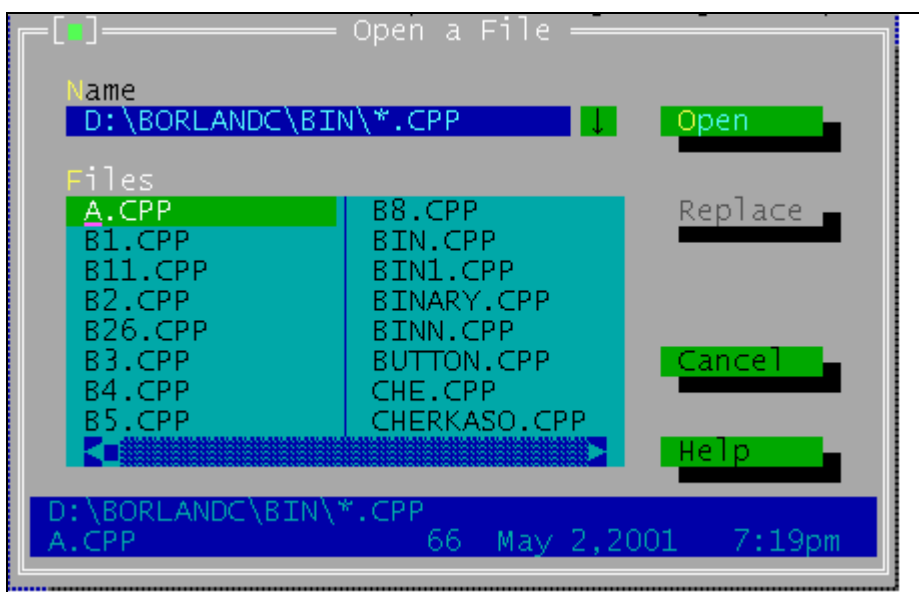 [■] Open a File
Name
D:\BORLANDC\BIN\*.CPP ↓
Open
Files
A.CPP
B1.CPP
B11.CPP
B2.CPP
B26.CPP
B3.CPP
B4.CPP
B5.CPP
B8.CPP
BIN.CPP
BIN1.CPP
BINARY.CPP
BINN.CPP
BUTTON.CPP
CHE.CPP
CHERKASO.CPP
Replace
Cancel
Help
D:\BORLANDC\BIN\*.CPP
A.CPP 66 May 2,2001 7:19pm